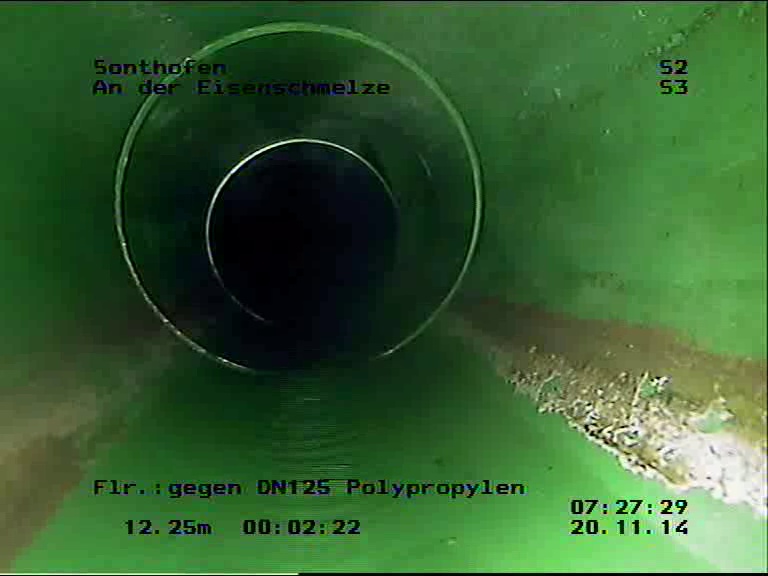 Sonthofen S2
An der Eisenschmelze S3
Flr.:gegen DN125 Polypropylen
07:27:29
12.25m 00:02:22 20.11.14